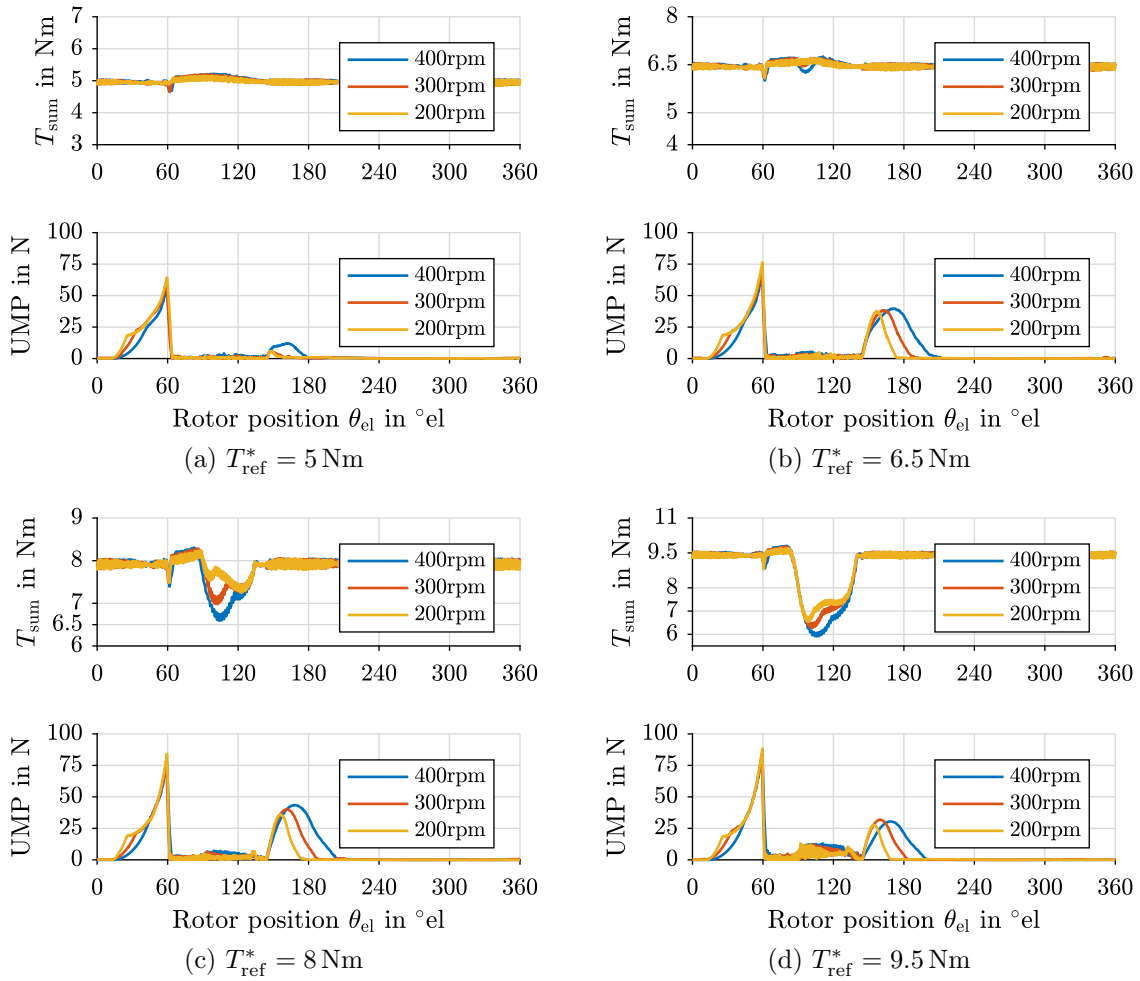 T_sum in Nm
7
6
5
4
3
400rpm
300rpm
200rpm
0 60 120 180 240 300 360
UMP in N
100
75
50
25
0
400rpm
300rpm
200rpm
0 60 120 180 240 300 360
Rotor position θ_el in °el
(a) T*_ref = 5 Nm
T_sum in Nm
8
6.5
5
4
400rpm
300rpm
200rpm
0 60 120 180 240 300 360
UMP in N
100
75
50
25
0
400rpm
300rpm
200rpm
0 60 120 180 240 300 360
Rotor position θ_el in °el
(b) T*_ref = 6.5 Nm
T_sum in Nm
9
8
7
6.5
6
400rpm
300rpm
200rpm
0 60 120 180 240 300 360
UMP in N
100
75
50
25
0
400rpm
300rpm
200rpm
0 60 120 180 240 300 360
Rotor position θ_el in °el
(c) T*_ref = 8 Nm
T_sum in Nm
11
9.5
8
7
6
400rpm
300rpm
200rpm
0 60 120 180 240 300 360
UMP in N
100
75
50
25
0
400rpm
300rpm
200rpm
0 60 120 180 240 300 360
Rotor position θ_el in °el
(d) T*_ref = 9.5 Nm